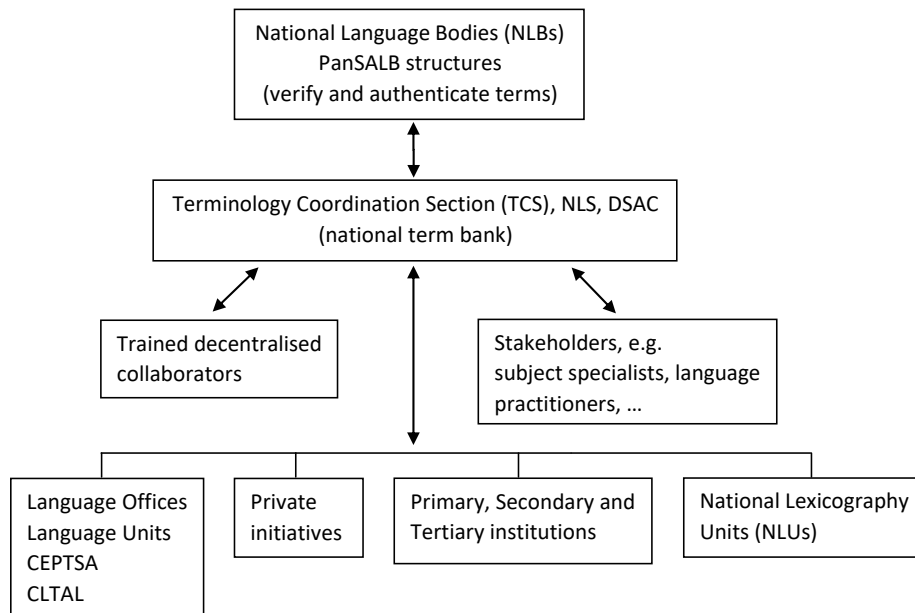 National Language Bodies (NLBs)
PanSALB structures
(verify and authenticate terms)
Terminology Coordination Section (TCS), NLS, DSAC
(national term bank)
Trained decentralised
collaborators
Stakeholders, e.g.
subject specialists, language
practitioners, …
Language Offices
Language Units
CEPTSA
CLTAL
Private
initiatives
Primary, Secondary and
Tertiary institutions
National Lexicography
Units (NLUs)